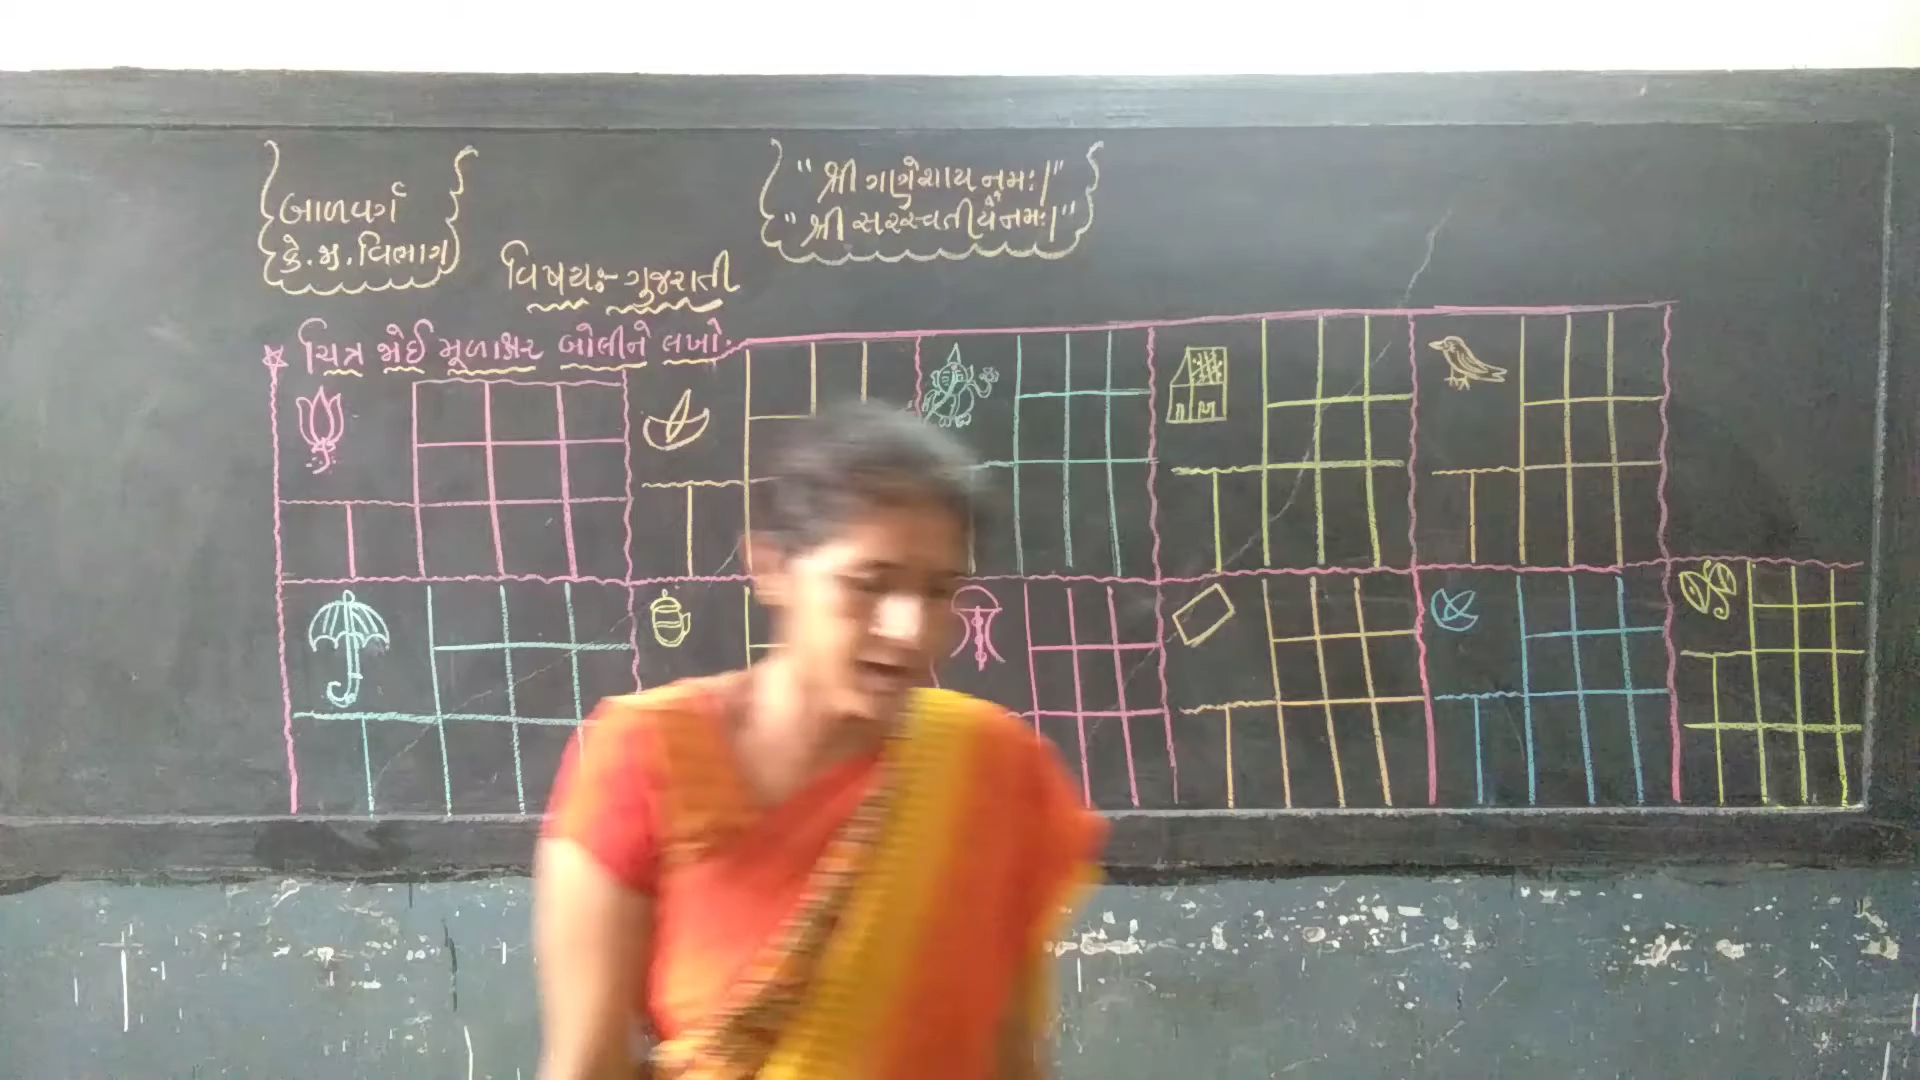 બાળવર્ગ
કે.જી.વિભાગ
"શ્રી ગણેશાય નમઃ|"
"શ્રી સરસ્વતીયૈ નમઃ|"
વિષયઃ- ગુજરાતી
ચિત્ર જોઈ મૂળાક્ષર બોલીને લખો.